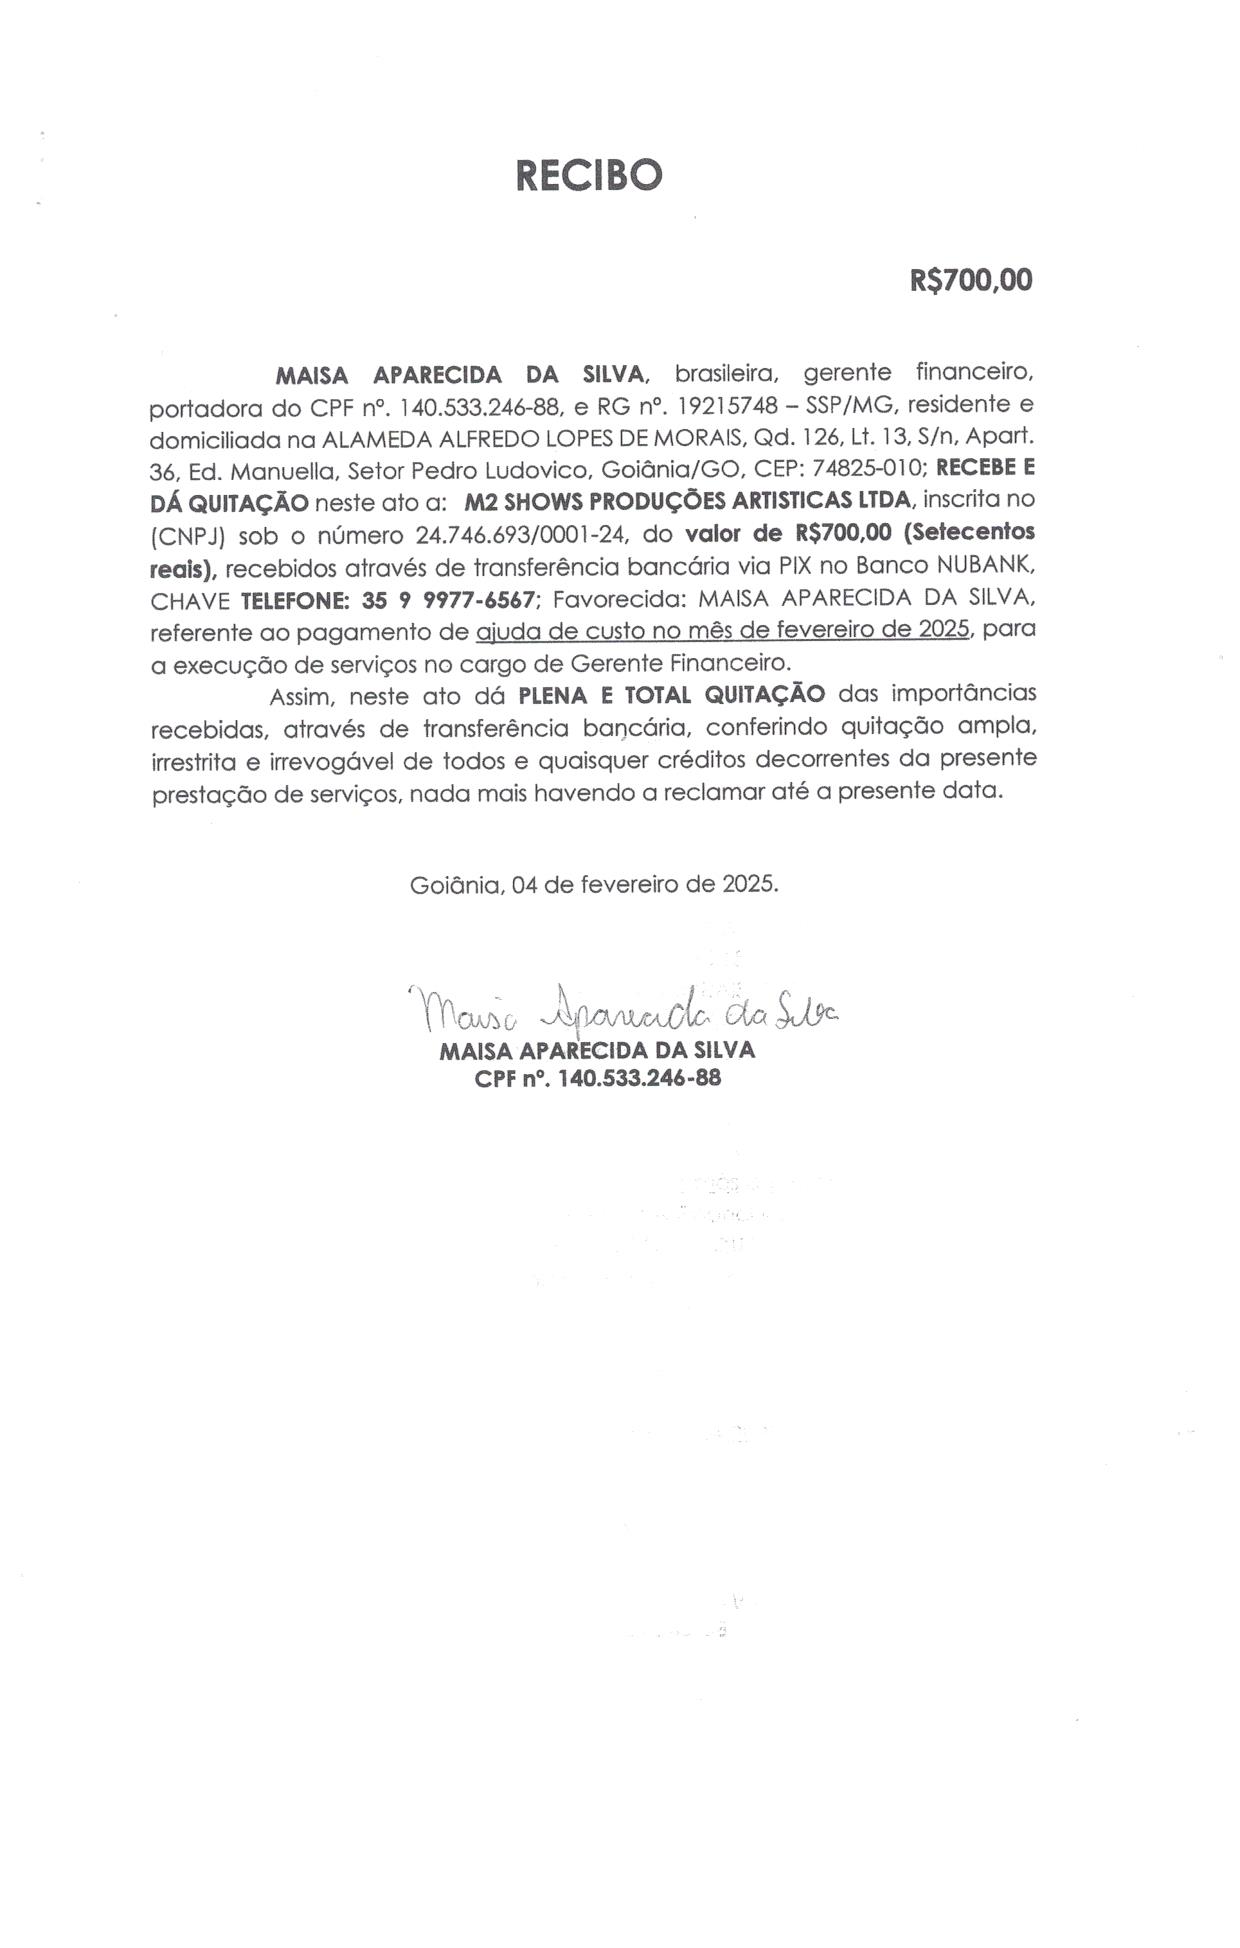 RECIBO
R$700,00
MAISA APARECIDA DA SILVA, brasileira, gerente financeiro,
portadora do CPF nº. 140.533.246-88, e RG nº. 19215748 – SSP/MG, residente e
domiciliada na ALAMEDA ALFREDO LOPES DE MORAIS, Qd. 126, Lt. 13, S/n, Apart.
36, Ed. Manuella, Setor Pedro Ludovico, Goiânia/GO, CEP: 74825-010; RECEBE E
DÁ QUITAÇÃO neste ato a: M2 SHOWS PRODUÇÕES ARTISTICAS LTDA, inscrita no
(CNPJ) sob o número 24.746.693/0001-24, do valor de R$700,00 (Setecentos
reais), recebidos através de transferência bancária via PIX no Banco NUBANK,
CHAVE TELEFONE: 35 9 9977-6567; Favorecida: MAISA APARECIDA DA SILVA,
referente ao pagamento de ajuda de custo no mês de fevereiro de 2025, para
a execução de serviços no cargo de Gerente Financeiro.
Assim, neste ato dá PLENA E TOTAL QUITAÇÃO das importâncias
recebidas, através de transferência bancária, conferindo quitação ampla,
irrestrita e irrevogável de todos e quaisquer créditos decorrentes da presente
prestação de serviços, nada mais havendo a reclamar até a presente data.
Goiânia, 04 de fevereiro de 2025.
Maisa Aparecida da Silva
MAISA APARECIDA DA SILVA
CPF nº. 140.533.246-88